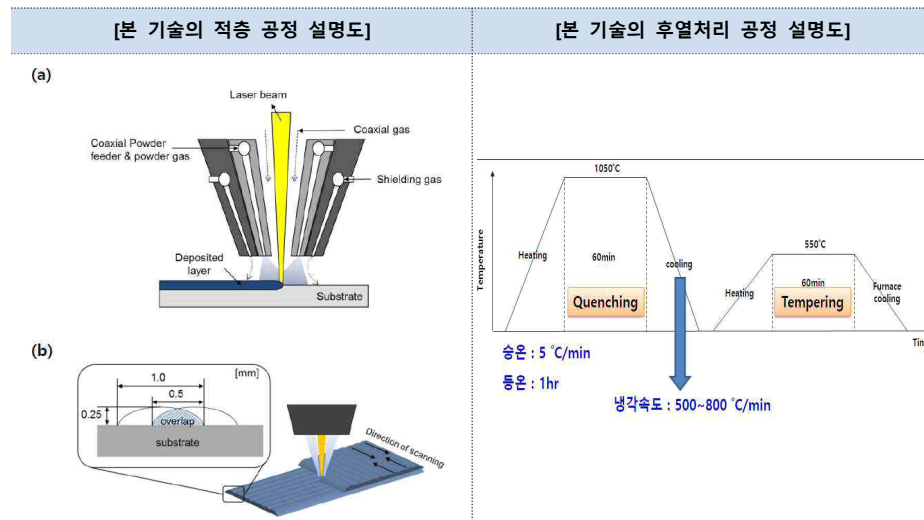 [본 기술의 적층 공정 설명도]
[본 기술의 후열처리 공정 설명도]
(a)
Laser beam
Coaxial gas
Coaxial Powder
feeder & powder gas
Shielding gas
Deposited
layer
Substrate
(b)
[mm]
1.0
0.5
0.25
overlap
substrate
Direction of scanning
Temperature
1050℃
Heating
60min
cooling
Quenching
550℃
Heating
60min
Tempering
Furnace
cooling
Tim
승온 : 5 ℃/min
등온 : 1hr
냉각속도 : 500~800 ℃/min